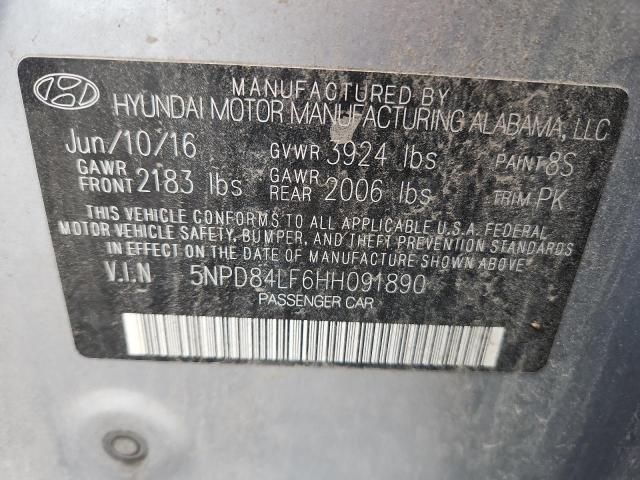 MANUFACTURED BY
HYUNDAI MOTOR MANUFACTURING ALABAMA, LLC
Jun/10/16 GVWR 3924 lbs PAINT 8S
GAWR FRONT 2183 lbs GAWR REAR 2006 lbs TRIM PK
THIS VEHICLE CONFORMS TO ALL APPLICABLE U.S.A. FEDERAL
MOTOR VEHICLE SAFETY, BUMPER, AND THEFT PREVENTION STANDARDS
IN EFFECT ON THE DATE OF MANUFACTURE SHOWN ABOVE.
V.I.N 5NPD84LF6HH091890
PASSENGER CAR